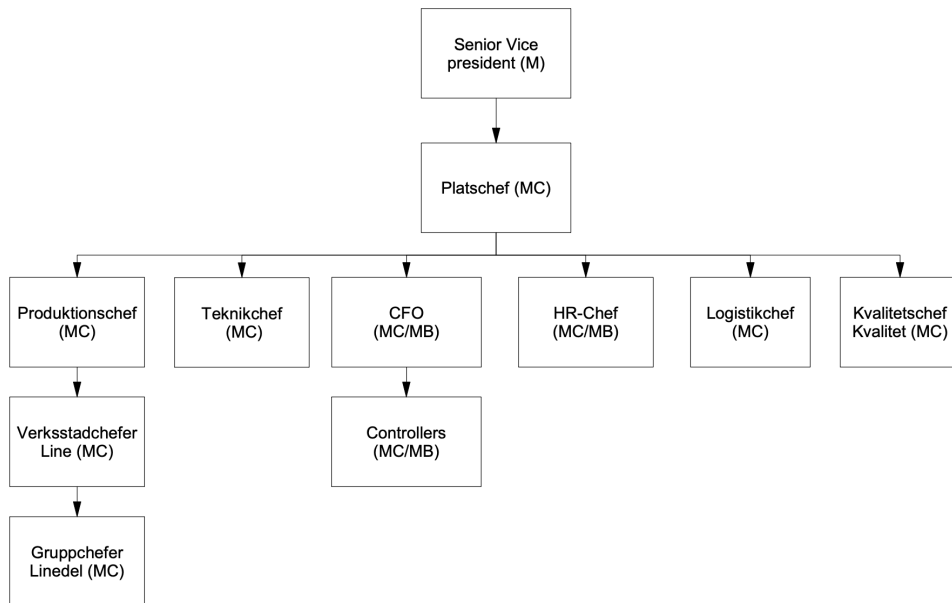 Senior Vice
president (M)
Platschef (MC)
Produktionschef
(MC)
Teknikchef
(MC)
CFO
(MC/MB)
HR-Chef
(MC/MB)
Logistikchef
(MC)
Kvalitetschef
Kvalitet (MC)
Verksstadchefer
Line (MC)
Controllers
(MC/MB)
Gruppchefer
Linedel (MC)